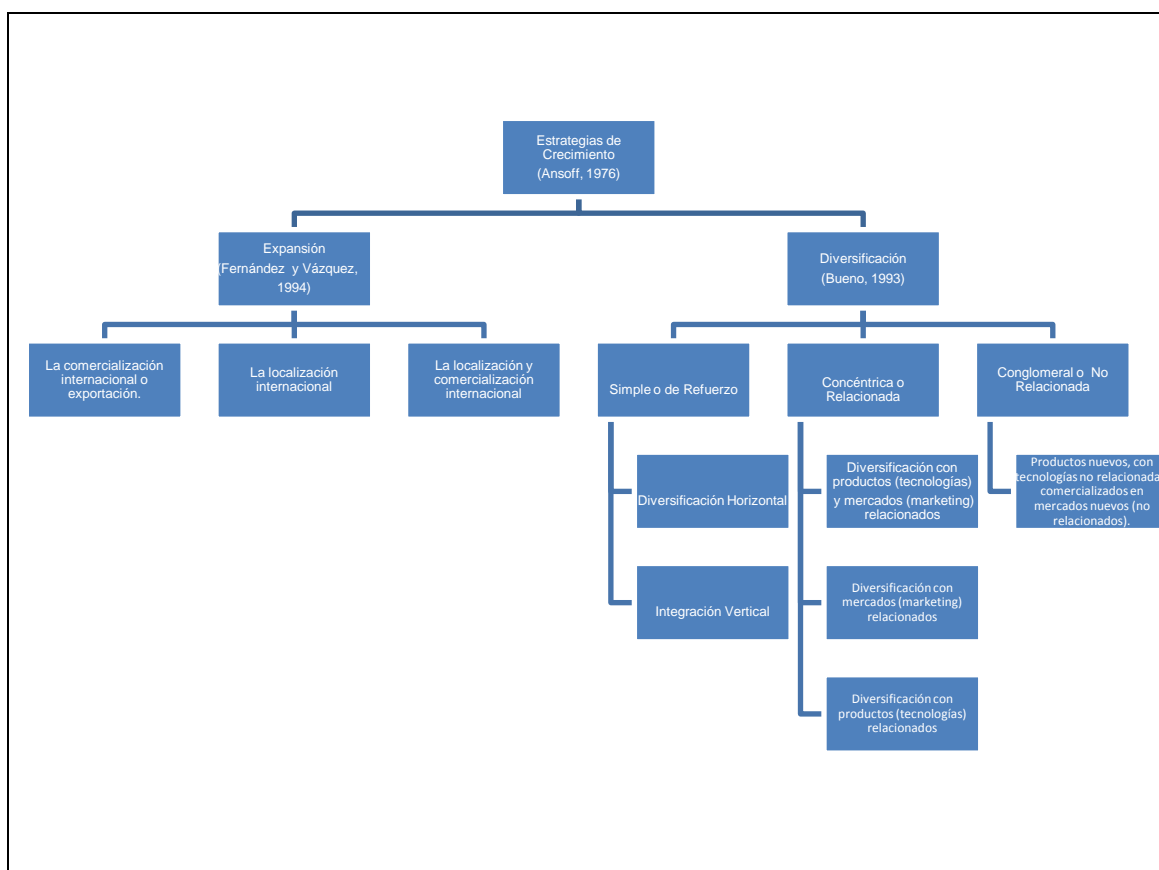 Estrategias de
Crecimiento
(Ansoff, 1976)
Expansión
(Fernández y Vázquez,
1994)
Diversificación
(Bueno, 1993)
La comercialización
internacional o
exportación.
La localización
internacional
La localización y
comercialización
internacional
Simple o de Refuerzo
Concéntrica o
Relacionada
Conglomeral o No
Relacionada
Diversificación Horizontal
Integración Vertical
Diversificación con
productos (tecnologías)
y mercados (marketing)
relacionados
Diversificación con
mercados (marketing)
relacionados
Diversificación con
productos (tecnologías)
relacionados
Productos nuevos, con
tecnologías no relacionada
comercializados en
mercados nuevos (no
relacionados).